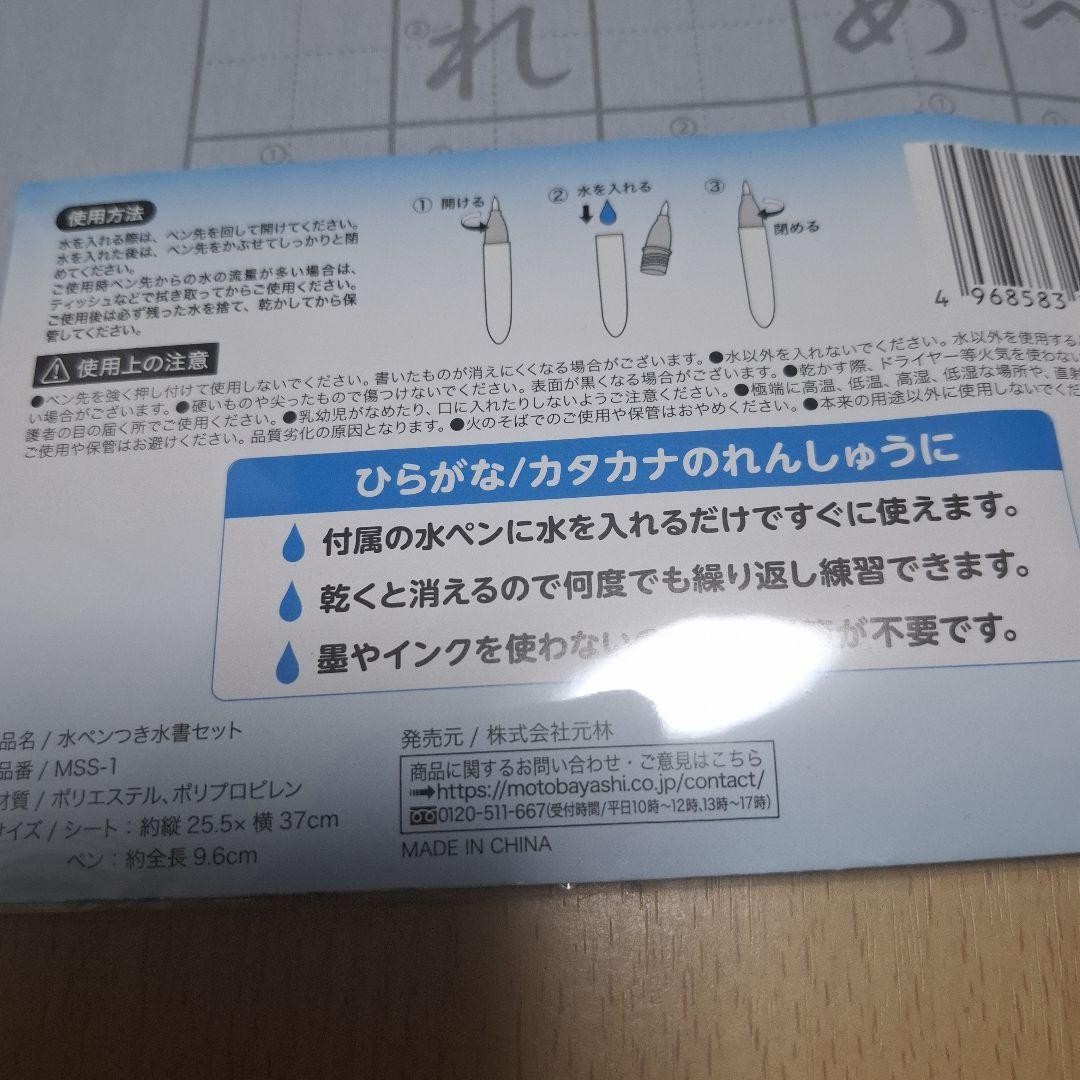 ② れ
め
①
②
①
使用方法
水を入れる際は、ペン先を回して開けてください。
水を入れた後は、ペン先をかぶせてしっかりと閉
めてください。
ご使用時ペン先からの水の流量が多い場合は、
ティッシュなどで拭き取ってからご使用ください。
ご使用後は必ず残った水を捨て、乾かしてから保
管してください。
① 開ける
② 水を入れる
③
閉める
4 968583
使用上の注意
●ペン先を強く押し付けて使用しないでください。書いたものが消えにくくなる場合がございます。●水以外を入れないでください。水以外を使用する
い場合がございます。●硬いものや尖ったもので傷つけないでください。表面が黒くなる場合がございます。●乾かす際、ドライヤー等火気を使わない
護者の目の届く所でご使用ください。●乳幼児がなめたり、口に入れたりしないようご注意ください。●極端に高温、低温、高湿、低湿な場所や、直射
ご使用や保管はお避けください。品質劣化の原因となります。●火のそばでのご使用や保管はおやめください。●本来の用途以外に使用しないでくだ
ひらがな/カタカナのれんしゅうに
付属の水ペンに水を入れるだけですぐに使えます。
乾くと消えるので何度でも繰り返し練習できます。
墨やインクを使わない が不要です。
品名 / 水ペンつき水書セット
品番 / MSS-1
材質 / ポリエステル、ポリプロピレン
サイズ / シート：約縦 25.5× 横 37cm
ペン：約全長 9.6cm
発売元 / 株式会社元林
商品に関するお問い合わせ・ご意見はこちら
https://motobayashi.co.jp/contact/
0120-511-667(受付時間/平日10時〜12時,13時〜17時)
MADE IN CHINA